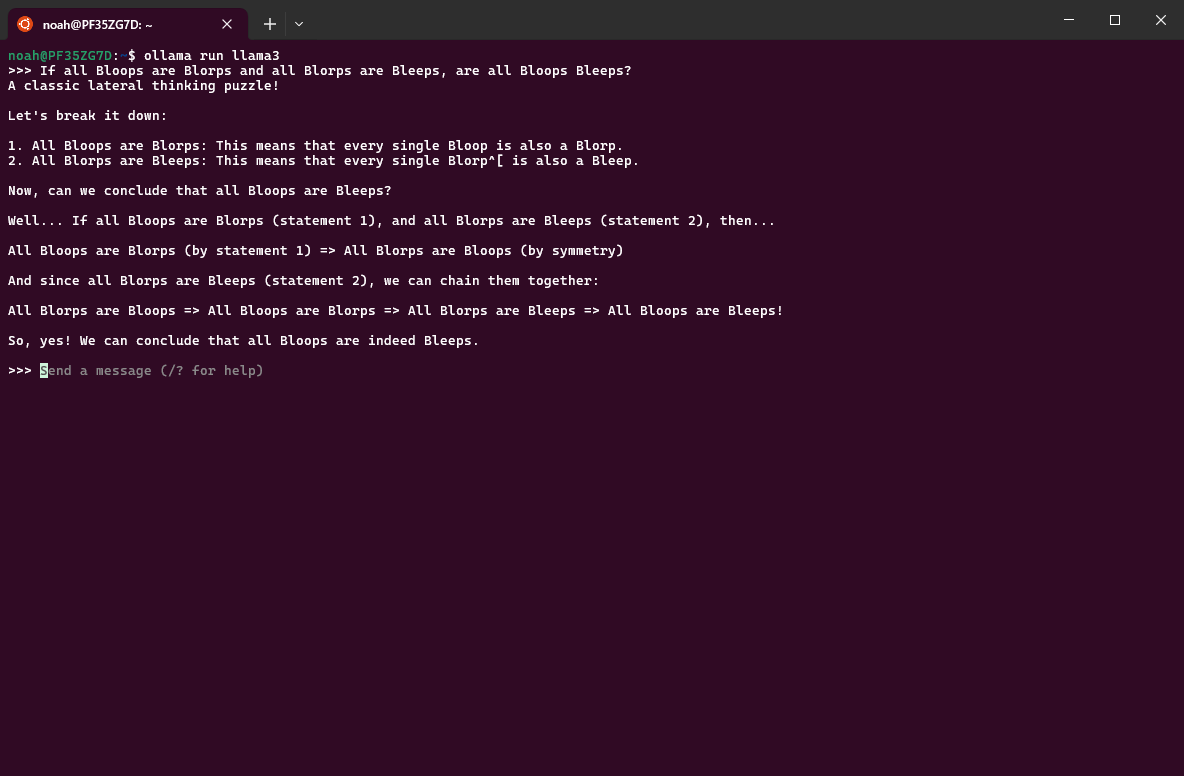 noah@PF35ZG7D: ~
noah@PF35ZG7D:~$ ollama run llama3
>>> If all Bloops are Blorps and all Blorps are Bleeps, are all Bloops Bleeps?
A classic lateral thinking puzzle!
Let's break it down:
1. All Bloops are Blorps: This means that every single Bloop is also a Blorp.
2. All Blorps are Bleeps: This means that every single Blorp^[ is also a Bleep.
Now, can we conclude that all Bloops are Bleeps?
Well... If all Bloops are Blorps (statement 1), and all Blorps are Bleeps (statement 2), then...
All Bloops are Blorps (by statement 1) => All Blorps are Bloops (by symmetry)
And since all Blorps are Bleeps (statement 2), we can chain them together:
All Blorps are Bloops => All Bloops are Blorps => All Blorps are Bleeps => All Bloops are Bleeps!
So, yes! We can conclude that all Bloops are indeed Bleeps.
>>> Send a message (/? for help)